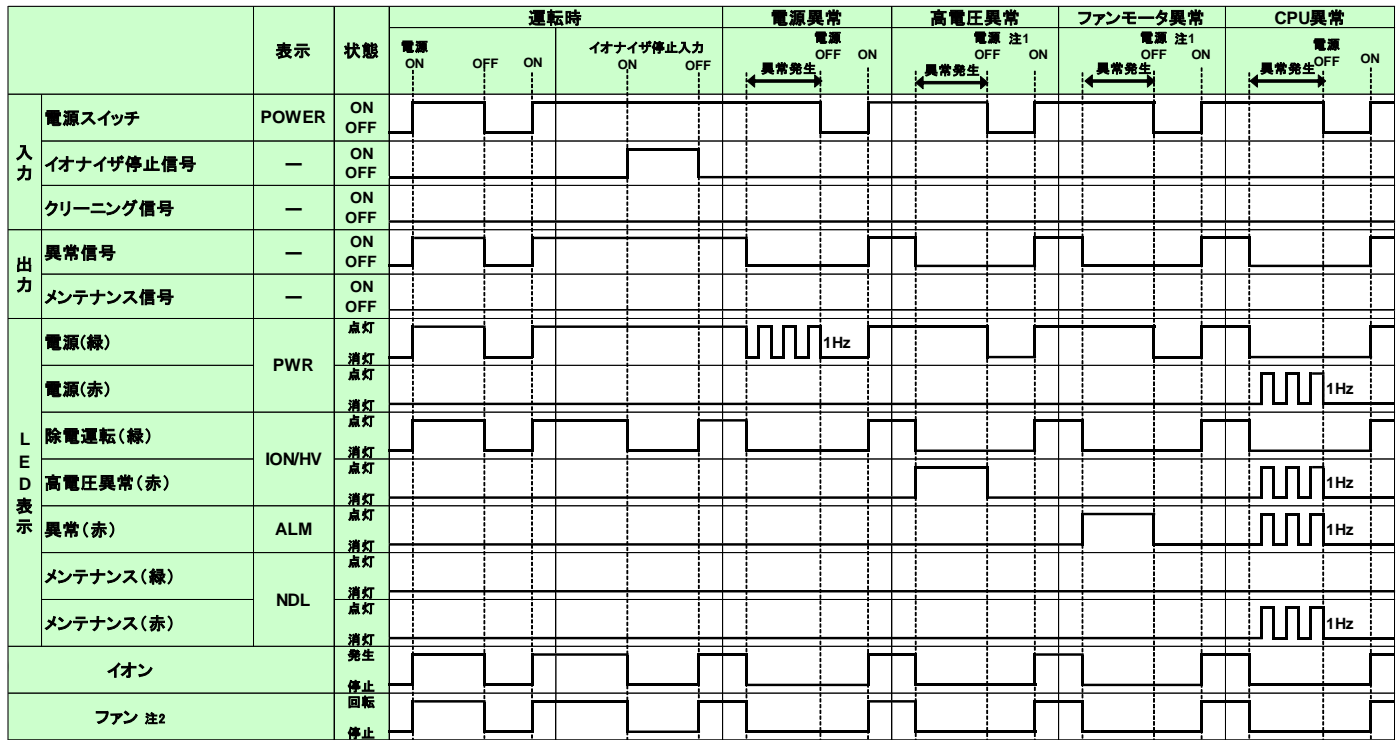 運転時 電源異常 高電圧異常 ファンモータ異常 CPU異常
表示 状態
電源 ON OFF ON
イオナイザ停止入力 ON OFF
異常発生 電源 OFF ON
異常発生 電源 注1 OFF ON
異常発生 電源 注1 OFF ON
異常発生 電源 OFF ON
入力
電源スイッチ POWER ON OFF
イオナイザ停止信号 ー ON OFF
クリーニング信号 ー ON OFF
出力
異常信号 ー ON OFF
メンテナンス信号 ー ON OFF
LED表示
電源(緑) PWR 点灯 消灯 1Hz
電源(赤) 点灯 消灯 1Hz
除電運転(緑) ION/HV 点灯 消灯
高電圧異常(赤) 点灯 消灯 1Hz
異常(赤) ALM 点灯 消灯 1Hz
メンテナンス(緑) NDL 点灯 消灯
メンテナンス(赤) 点灯 消灯 1Hz
イオン 発生 停止
ファン 注2 回転 停止